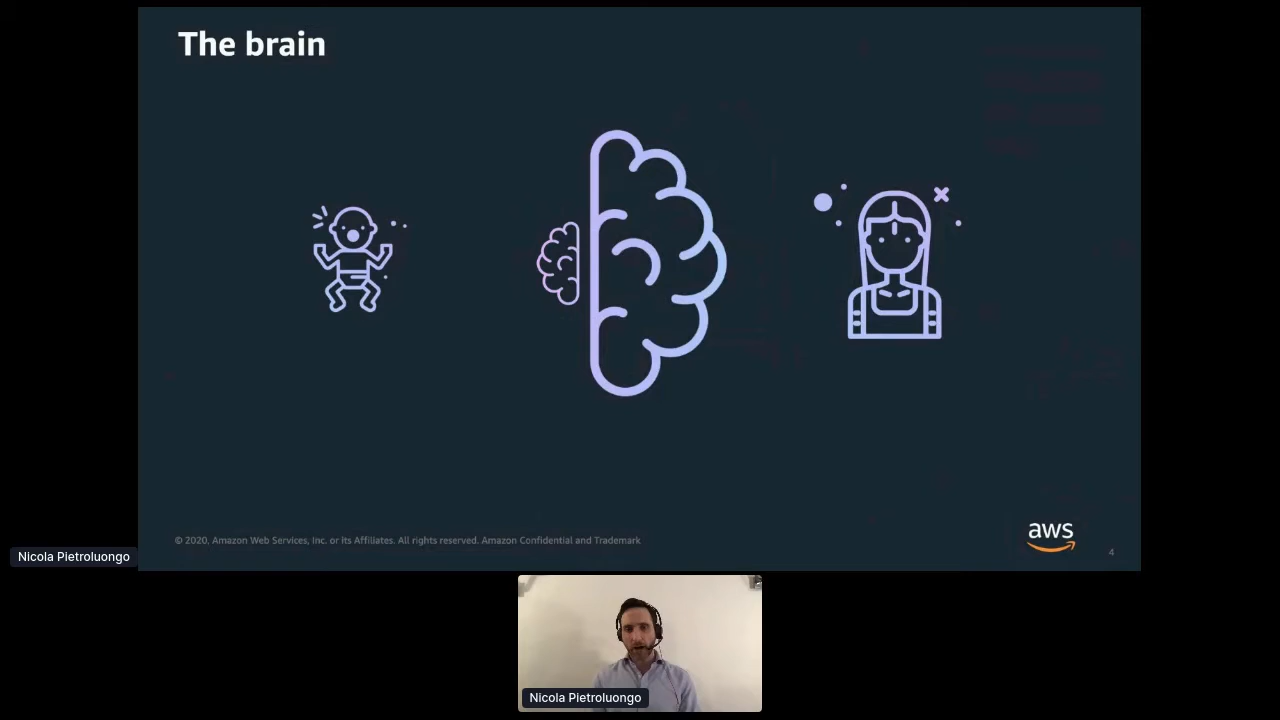 The brain
© 2020, Amazon Web Services, Inc. or its Affiliates. All rights reserved. Amazon Confidential and Trademark
aws
4
Nicola Pietroluongo
Nicola Pietroluongo